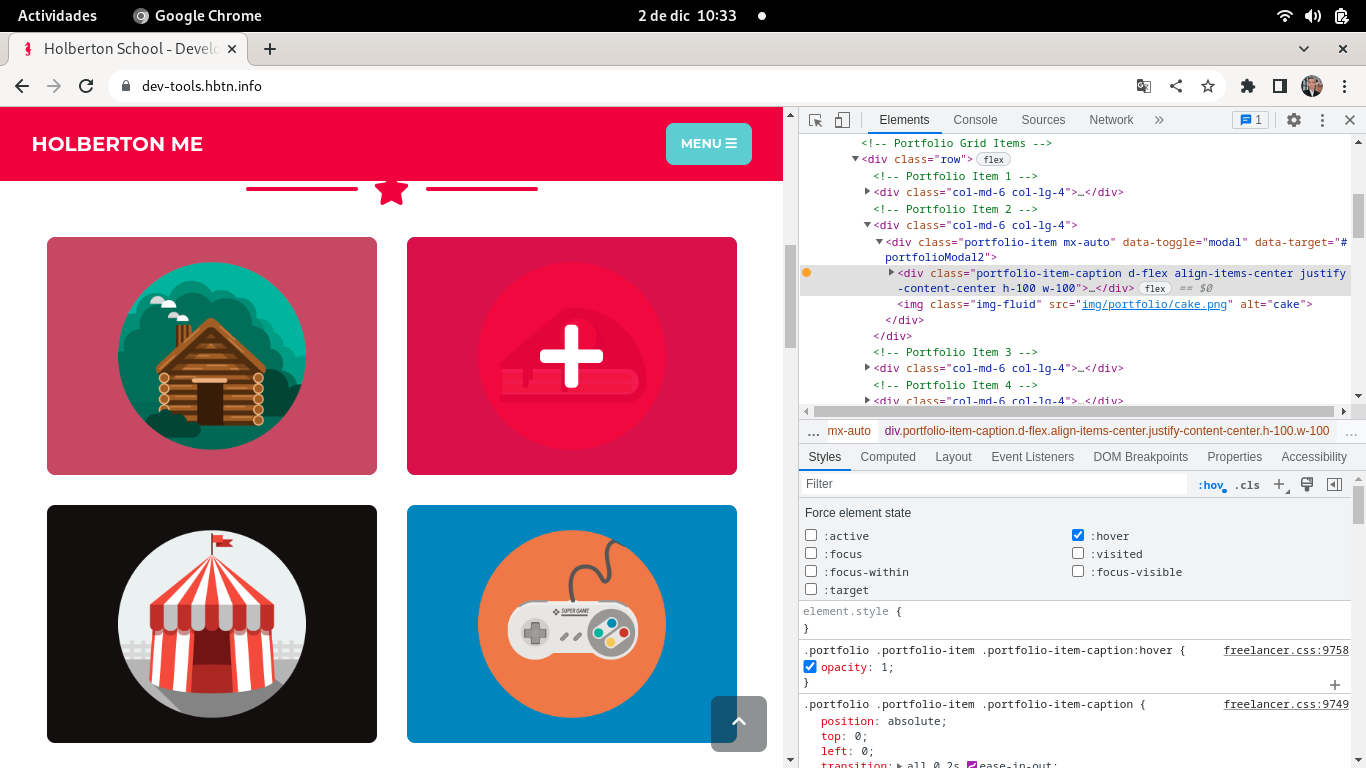 Actividades
Google Chrome
2 de dic 10:33
Holberton School - Develo
dev-tools.hbtn.info
HOLBERTON ME
MENU
SUPER GAME
Elements
Console
Sources
Network
»
1
<!-- Portfolio Grid Items -->
<div class="row"> flex
<!-- Portfolio Item 1 -->
<div class="col-md-6 col-lg-4">…</div>
<!-- Portfolio Item 2 -->
<div class="col-md-6 col-lg-4">
<div class="portfolio-item mx-auto" data-toggle="modal" data-target="#
portfolioModal2">
<div class="portfolio-item-caption d-flex align-items-center justify
-content-center h-100 w-100">…</div> flex == $0
<img class="img-fluid" src="img/portfolio/cake.png" alt="cake">
</div>
</div>
<!-- Portfolio Item 3 -->
<div class="col-md-6 col-lg-4">…</div>
<!-- Portfolio Item 4 -->
<div class="col-md-6 col-lg-4">…</div>
… mx-auto div.portfolio-item-caption.d-flex.align-items-center.justify-content-center.h-100.w-100 …
Styles
Computed
Layout
Event Listeners
DOM Breakpoints
Properties
Accessibility
Filter
:hov
.cls
Force element state
:active
:hover
:focus
:visited
:focus-within
:focus-visible
:target
element.style {
}
.portfolio .portfolio-item .portfolio-item-caption:hover {
freelancer.css:9758
opacity: 1;
}
.portfolio .portfolio-item .portfolio-item-caption {
freelancer.css:9749
position: absolute;
top: 0;
left: 0;
transition: all 0.2s ease-in-out;